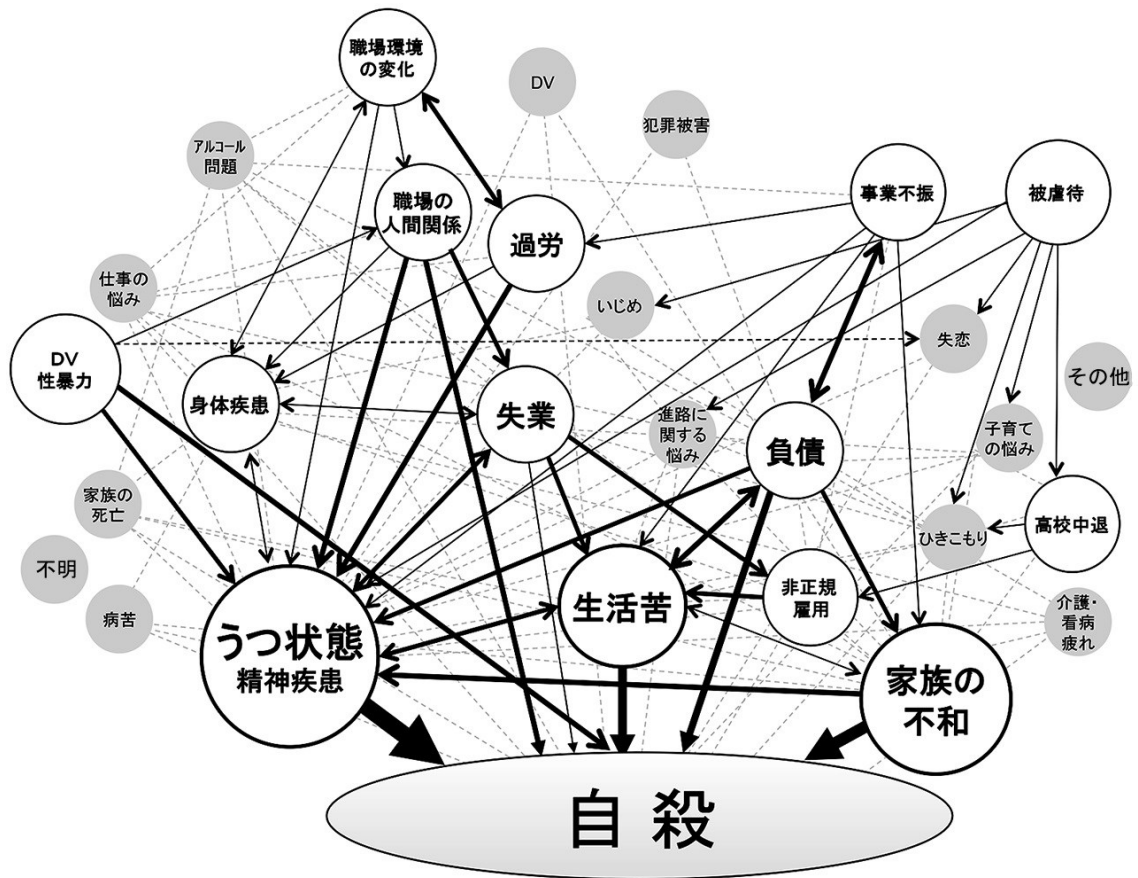 職場環境
の変化
DV
犯罪被害
アルコール
問題
職場の
人間関係
過労
事業不振
被虐待
仕事の
悩み
いじめ
失恋
DV
性暴力
その他
身体疾患
失業
進路に
関する
悩み
負債
子育て
の悩み
家族の
死亡
ひきこもり
高校中退
不明
病苦
うつ状態
精神疾患
生活苦
非正規
雇用
介護・
看病
疲れ
家族の
不和
自殺